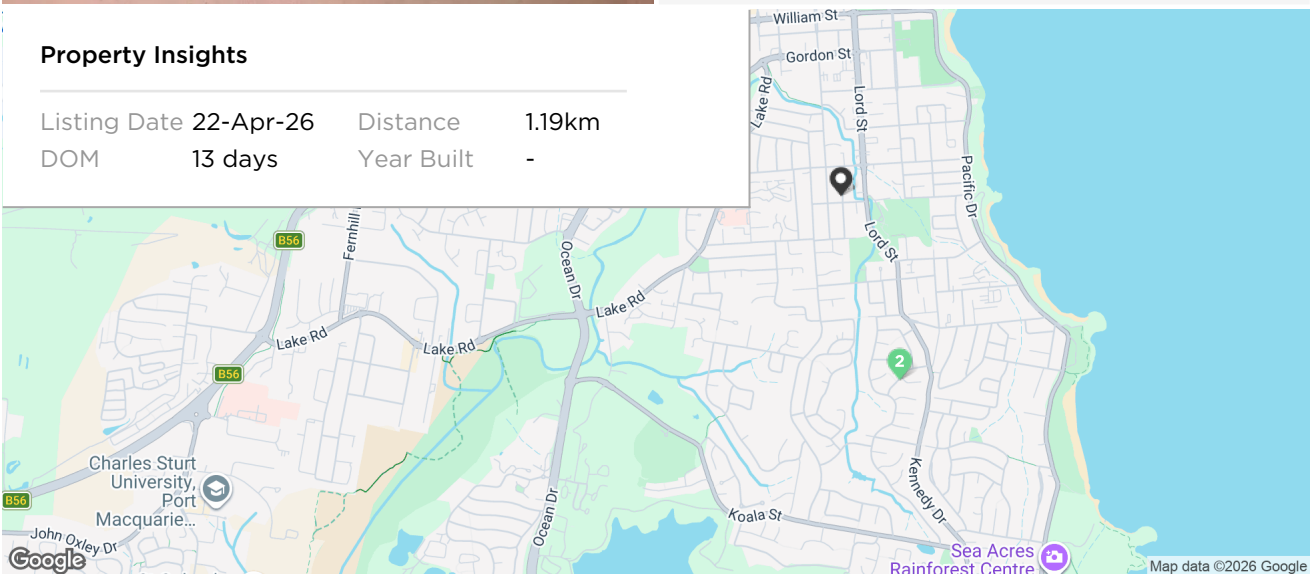 Property Insights
Listing Date 22-Apr-26 Distance 1.19km
DOM 13 days Year Built -
William St
Gordon St
Lake Rd
Lord St
Pacific Dr
Fernhill
B56
Ocean Dr
Lord St
Lake Rd
Lake Rd
Lake Rd
B56
2
Charles Sturt
University,
Port
Macquarie...
B56
Kennedy Dr
Ocean Dr
Koala St
John Oxley Dr
Sea Acres
Rainforest Centre
Google
Map data ©2026 Google